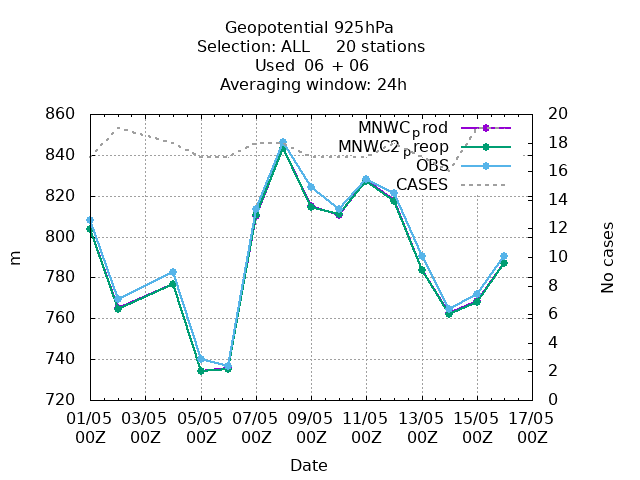 Geopotential 925hPa
Selection: ALL     20 stations
Used  06 + 06
Averaging window: 24h
MNWC_prod
MNWC2_preop
OBS
CASES
860
840
820
800
780
760
740
720
20
18
16
14
12
10
8
6
4
2
0
m
No cases
01/05 03/05 05/05 07/05 09/05 11/05 13/05 15/05 17/05
00Z 00Z 00Z 00Z 00Z 00Z 00Z 00Z 00Z
Date